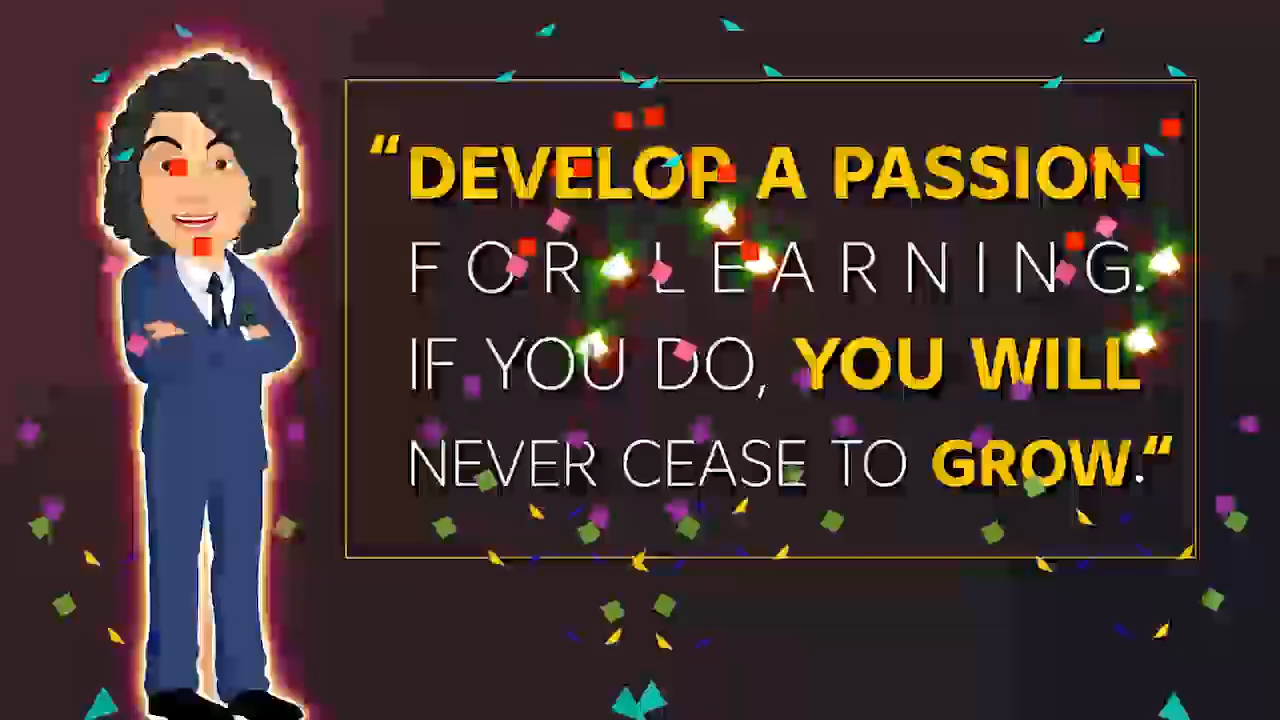 “DEVELOP A PASSION
FOR LEARNING.
IF YOU DO, YOU WILL
NEVER CEASE TO GROW.“